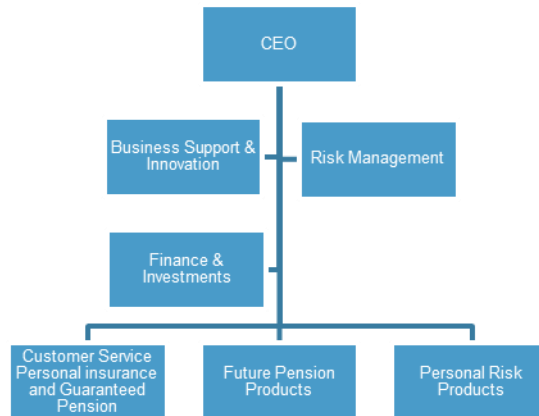 CEO
Business Support &
Innovation
Risk Management
Finance &
Investments
Customer Service
Personal insurance
and Guaranteed
Pension
Future Pension
Products
Personal Risk
Products